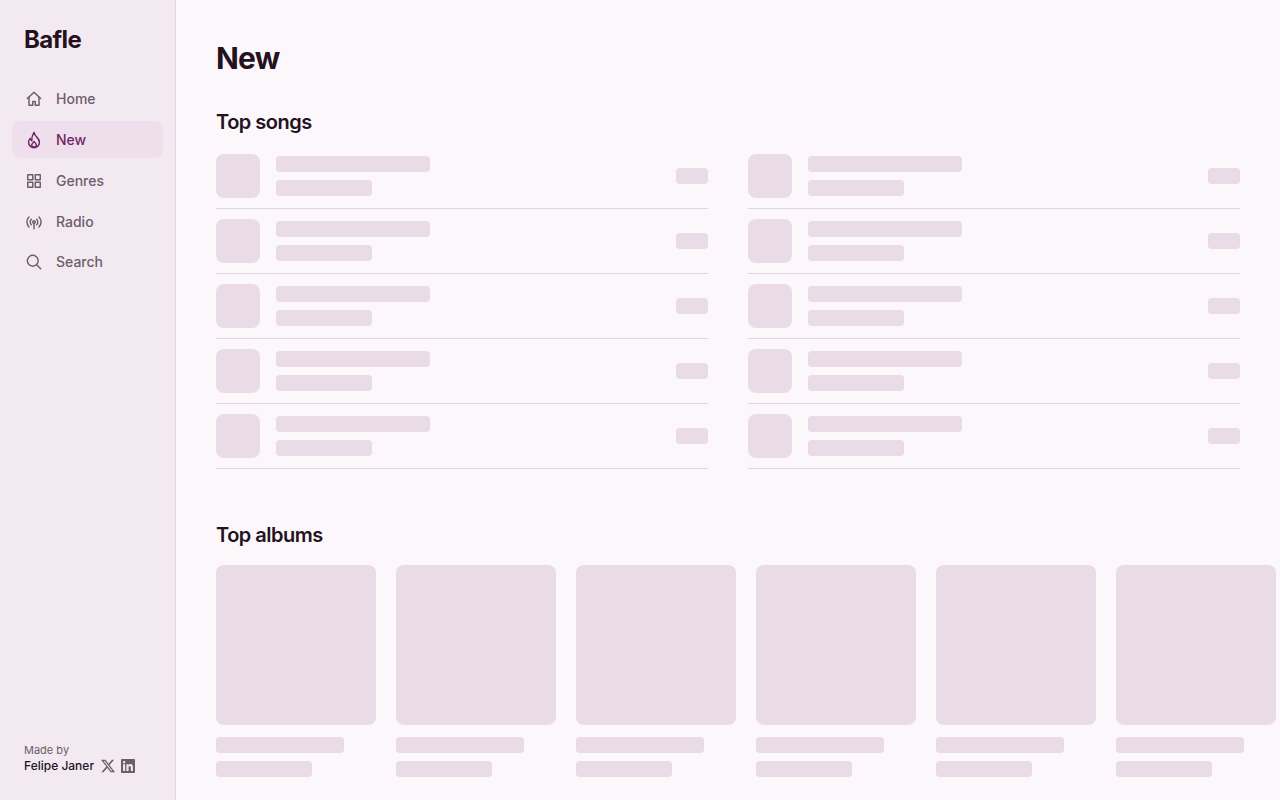 Bafle
Home
New
Genres
Radio
Search
Made by
Felipe Janer
New
Top songs
Top albums